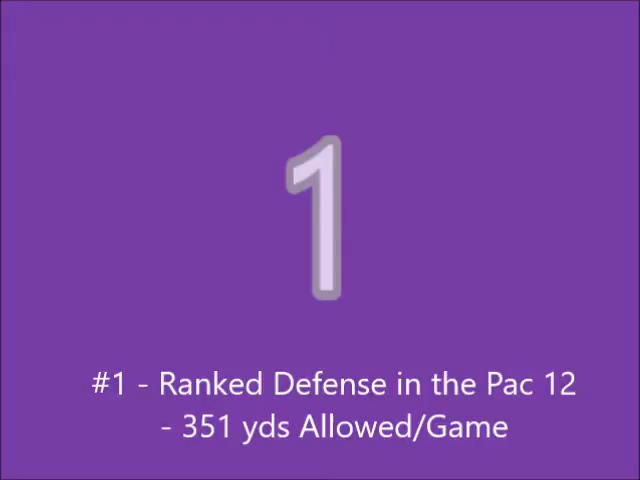 1
#1 - Ranked Defense in the Pac 12
- 351 yds Allowed/Game